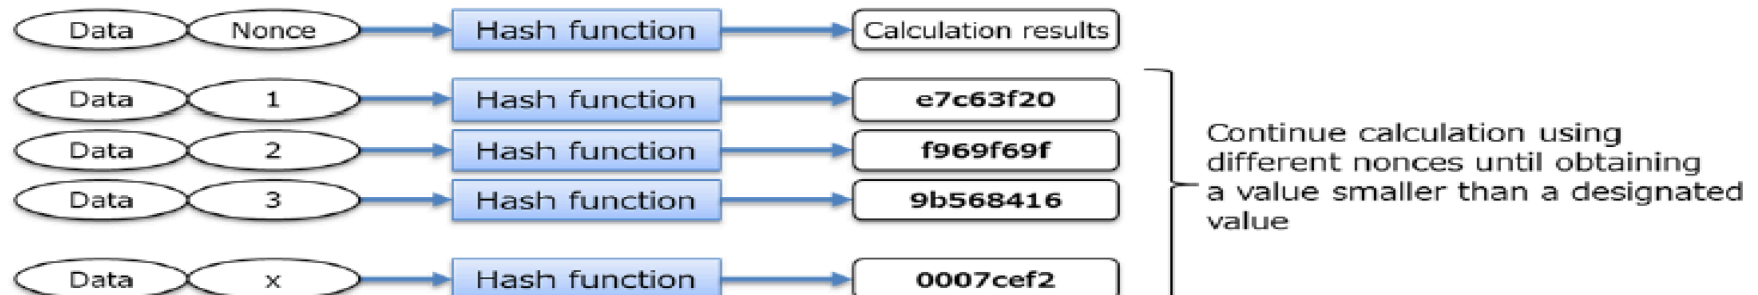 Data Nonce Hash function Calculation results
Data 1 Hash function e7c63f20
Data 2 Hash function f969f69f
Data 3 Hash function 9b568416
Data x Hash function 0007cef2
Continue calculation using
different nonces until obtaining
a value smaller than a designated
value